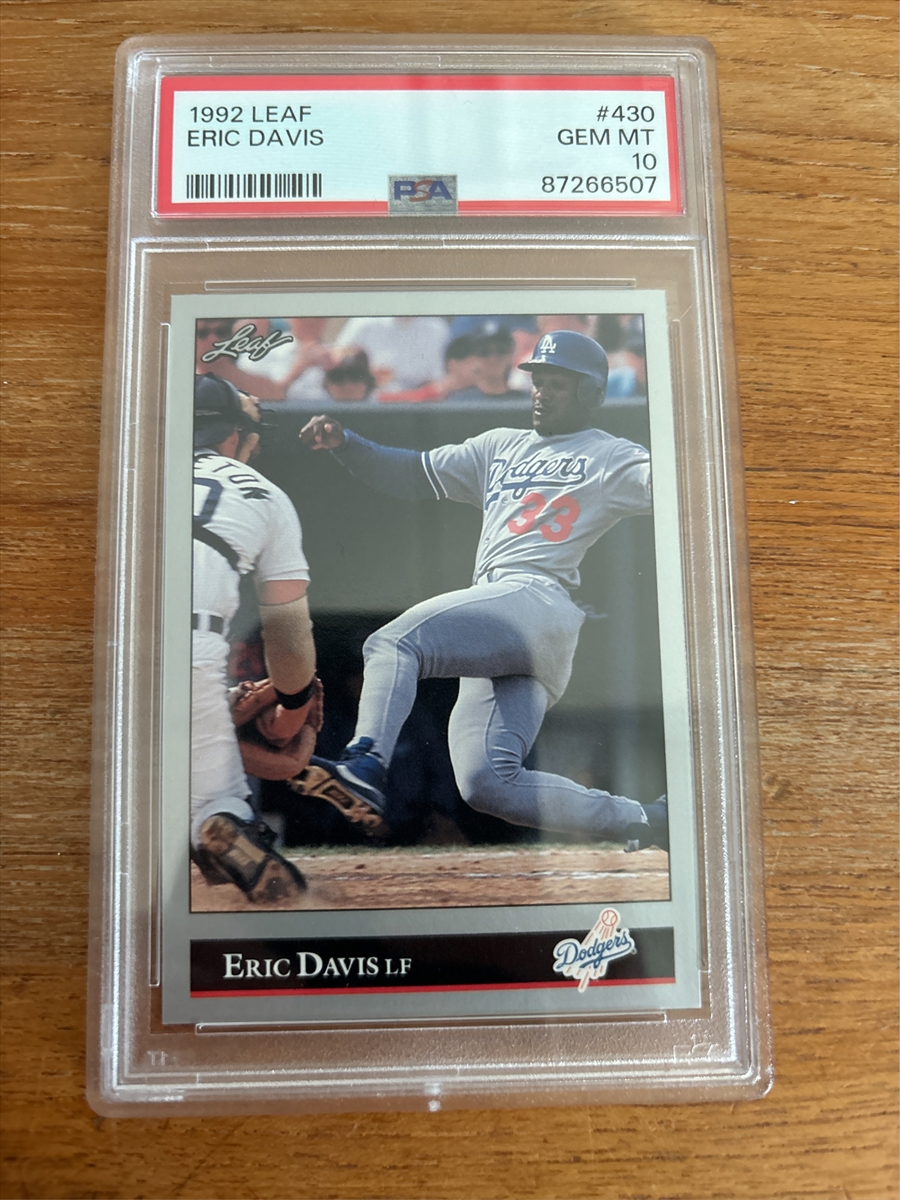 1992 LEAF #430
ERIC DAVIS GEM MT
10
87266507
PSA
Leaf
LA
Dodgers
33
ERIC DAVIS LF
Dodgers